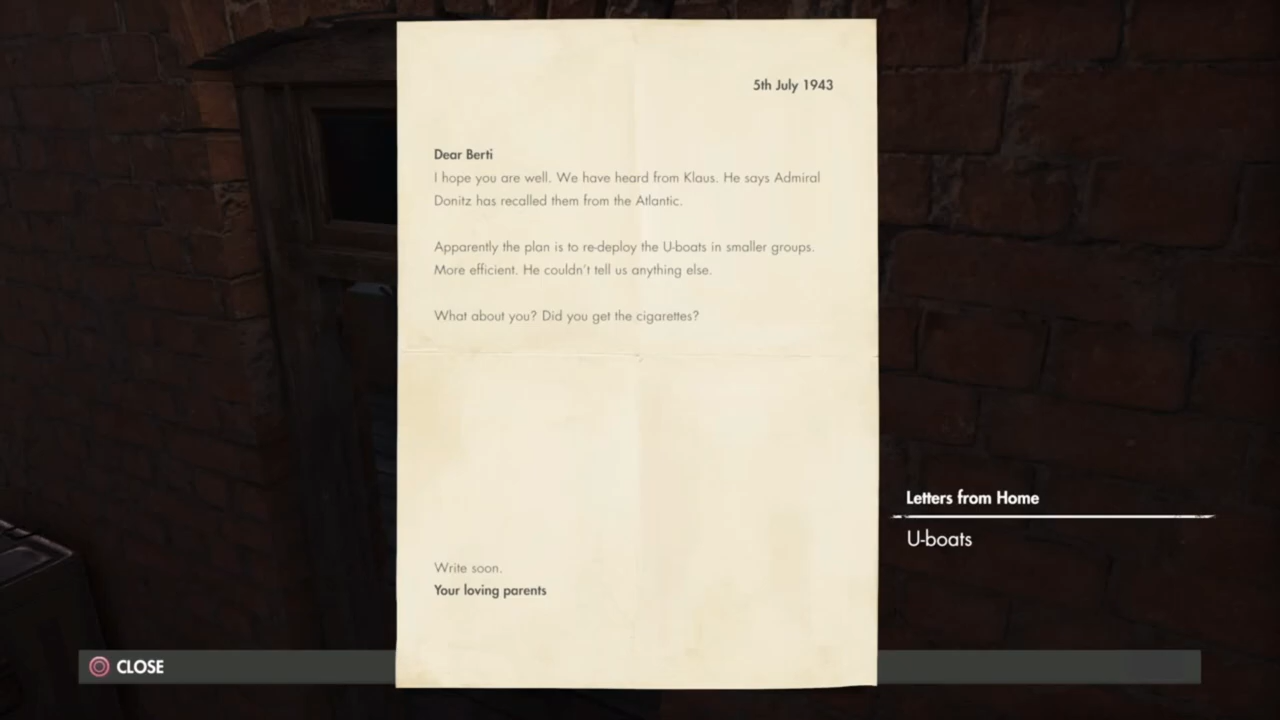 5th July 1943
Dear Berti
I hope you are well. We have heard from Klaus. He says Admiral
Donitz has recalled them from the Atlantic.
Apparently the plan is to re-deploy the U-boats in smaller groups.
More efficient. He couldn't tell us anything else.
What about you? Did you get the cigarettes?
Write soon.
Your loving parents
Letters from Home
U-boats
CLOSE